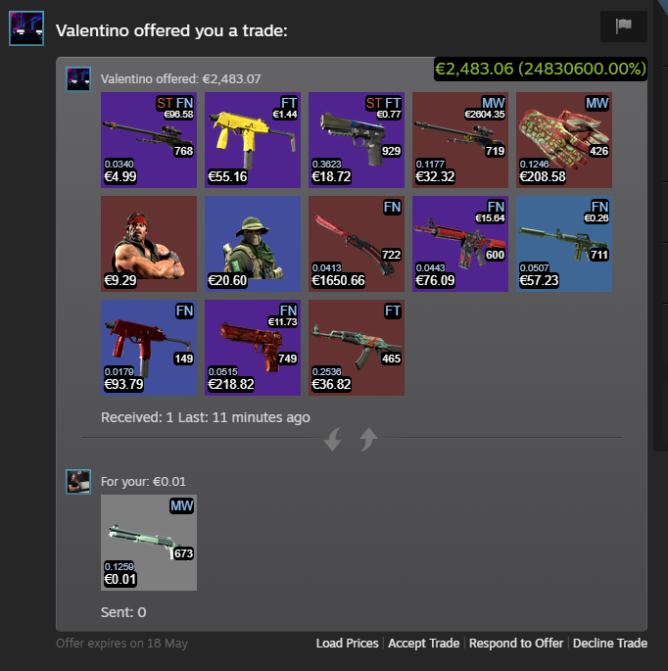 Valentino offered you a trade:
€2,483.06 (24830600.00%)
Valentino offered: €2,483.07
ST FN
€96.58
768
0.0340
€4.99
FT
€1.44
€55.16
ST FT
€0.77
929
0.3623
€18.72
MW
€2604.35
719
0.1177
€32.32
MW
426
0.1246
€208.58
€9.29
€20.60
FN
722
0.0413
€1650.66
FN
€15.64
600
0.0443
€76.09
FN
€0.26
711
0.0507
€57.23
FN
149
0.0179
€93.79
FN
€11.73
749
0.0515
€218.82
FT
465
0.2536
€36.82
Received: 1 Last: 11 minutes ago
For your: €0.01
MW
673
0.1259
€0.01
Sent: 0
Offer expires on 18 May
Load Prices | Accept Trade | Respond to Offer | Decline Trade